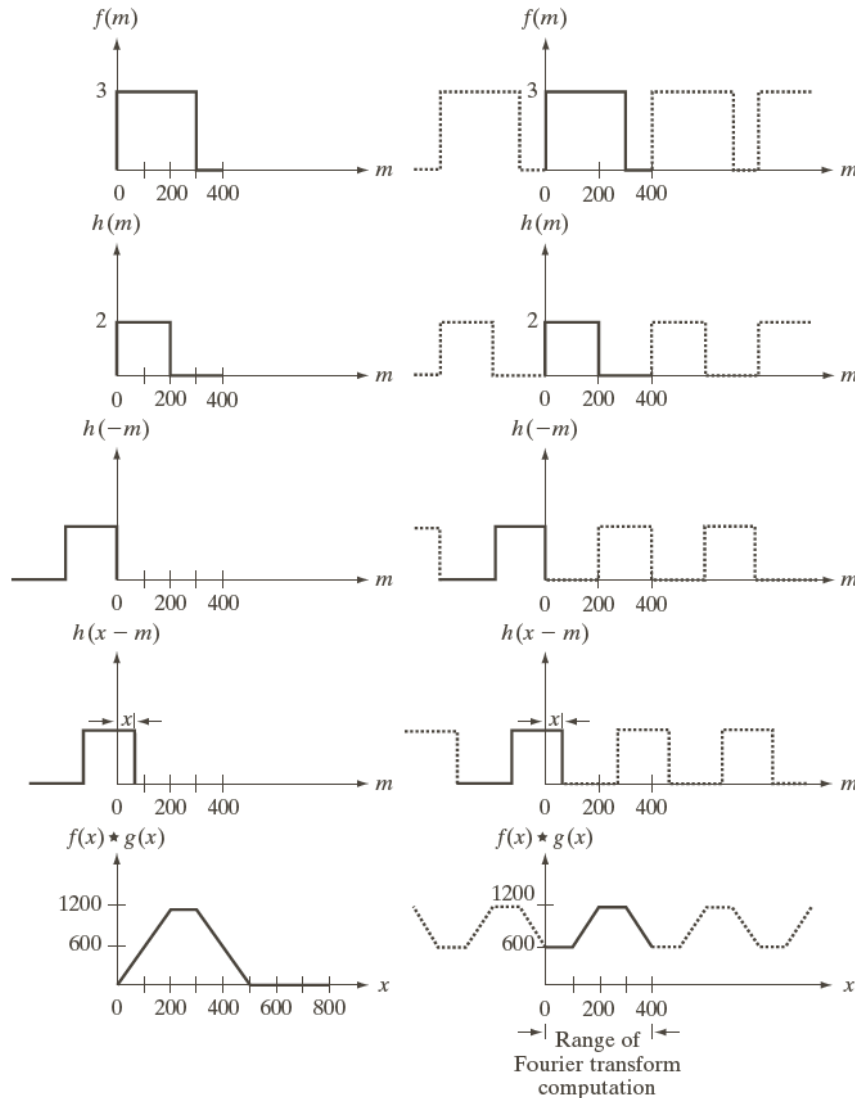 f(m) f(m)
3 3
m m
0 200 400 0 200 400
h(m) h(m)
2 2
m m
0 200 400 0 200 400
h(−m) h(−m)
m m
0 200 400 0 200 400
h(x − m) h(x − m)
x x
m m
0 200 400 0 200 400
f(x) ★ g(x) f(x) ★ g(x)
1200 1200
600 600
x x
0 200 400 600 800 0 200 400
Range of
Fourier transform
computation